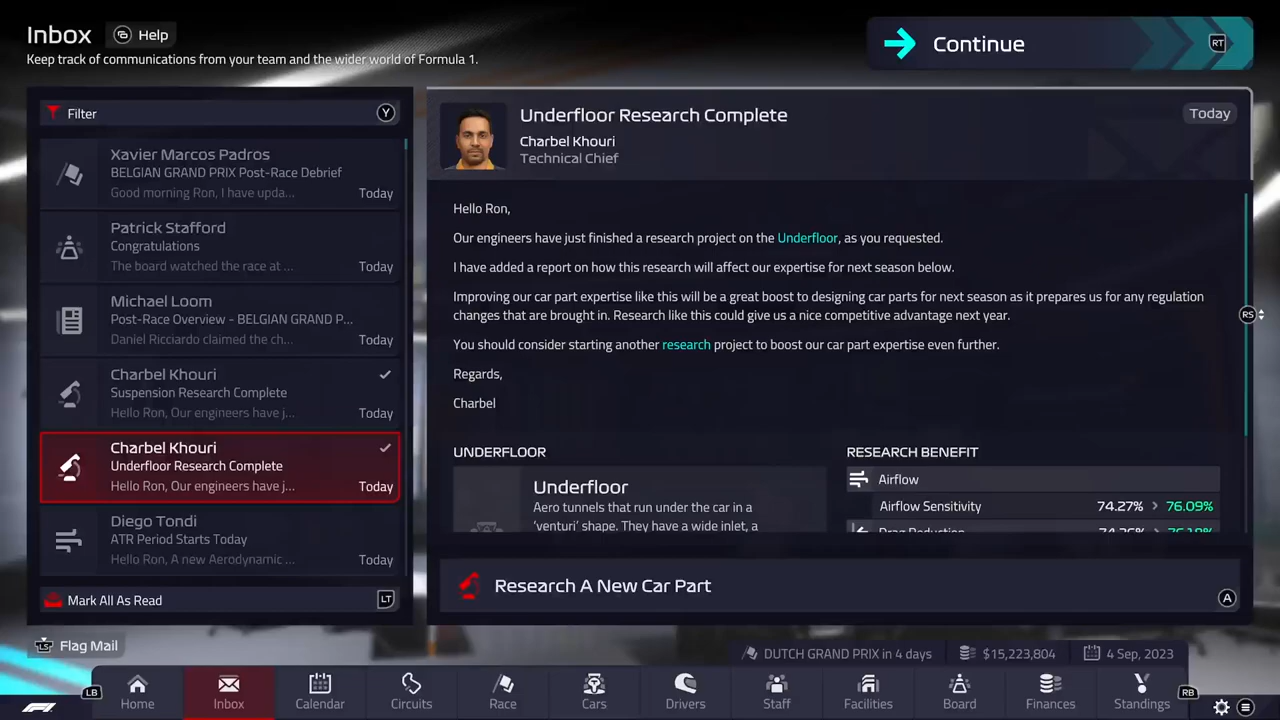 Inbox
Help
Keep track of communications from your team and the wider world of Formula 1.
Continue
RT
Filter
Y
Xavier Marcos Padros
BELGIAN GRAND PRIX Post-Race Debrief
Good morning Ron, I have upda...
Today
Patrick Stafford
Congratulations
The board watched the race at ...
Today
Michael Loom
Post-Race Overview - BELGIAN GRAND P...
Daniel Ricciardo claimed the ch...
Today
Charbel Khouri
Suspension Research Complete
Hello Ron, Our engineers have j...
Today
Charbel Khouri
Underfloor Research Complete
Hello Ron, Our engineers have j...
Today
Diego Tondi
ATR Period Starts Today
Hello Ron, A new Aerodynamic ...
Today
Mark All As Read
LT
LS
Flag Mail
Underfloor Research Complete
Charbel Khouri
Technical Chief
Today
Hello Ron,
Our engineers have just finished a research project on the Underfloor, as you requested.
I have added a report on how this research will affect our expertise for next season below.
Improving our car part expertise like this will be a great boost to designing car parts for next season as it prepares us for any regulation
changes that are brought in. Research like this could give us a nice competitive advantage next year.
RS
You should consider starting another research project to boost our car part expertise even further.
Regards,
Charbel
UNDERFLOOR
Underfloor
Aero tunnels that run under the car in a
'venturi' shape. They have a wide inlet, a
RESEARCH BENEFIT
Airflow
Airflow Sensitivity 74.27% > 76.09%
Drag Reduction 74.26% > 76.19%
Research A New Car Part
A
DUTCH GRAND PRIX in 4 days
$15,223,804
4 Sep, 2023
LB
Home
Inbox
Calendar
Circuits
Race
Cars
Drivers
Staff
Facilities
Board
Finances
Standings
RB
F1